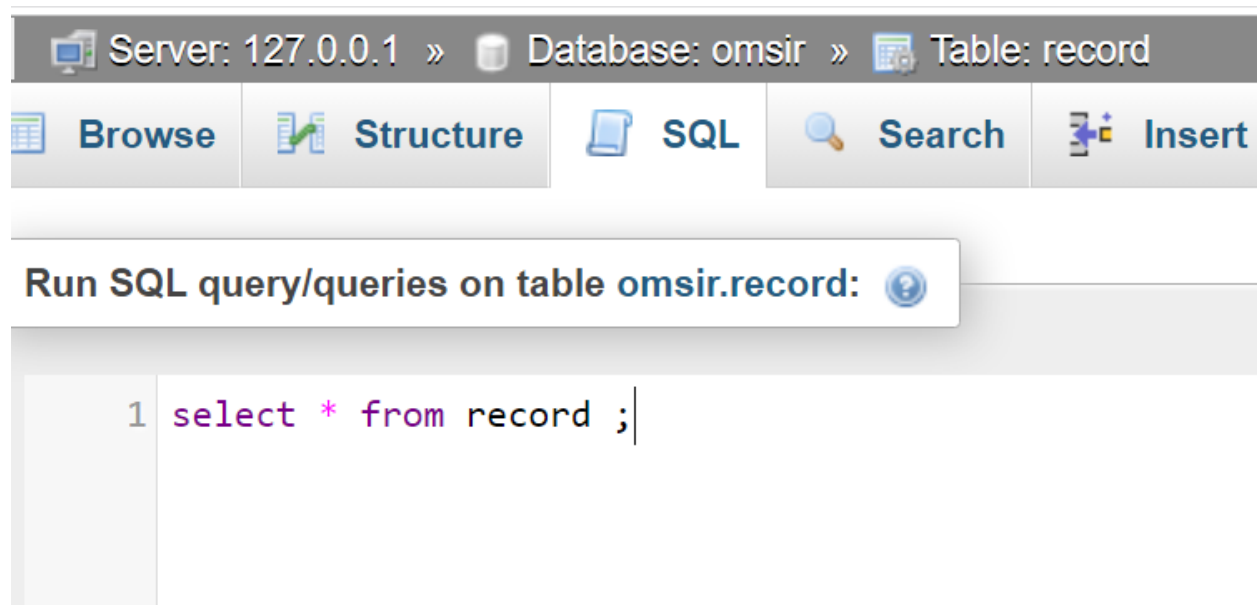 Server: 127.0.0.1 » Database: omsir » Table: record
Browse Structure SQL Search Insert
Run SQL query/queries on table omsir.record:
1 select * from record ;